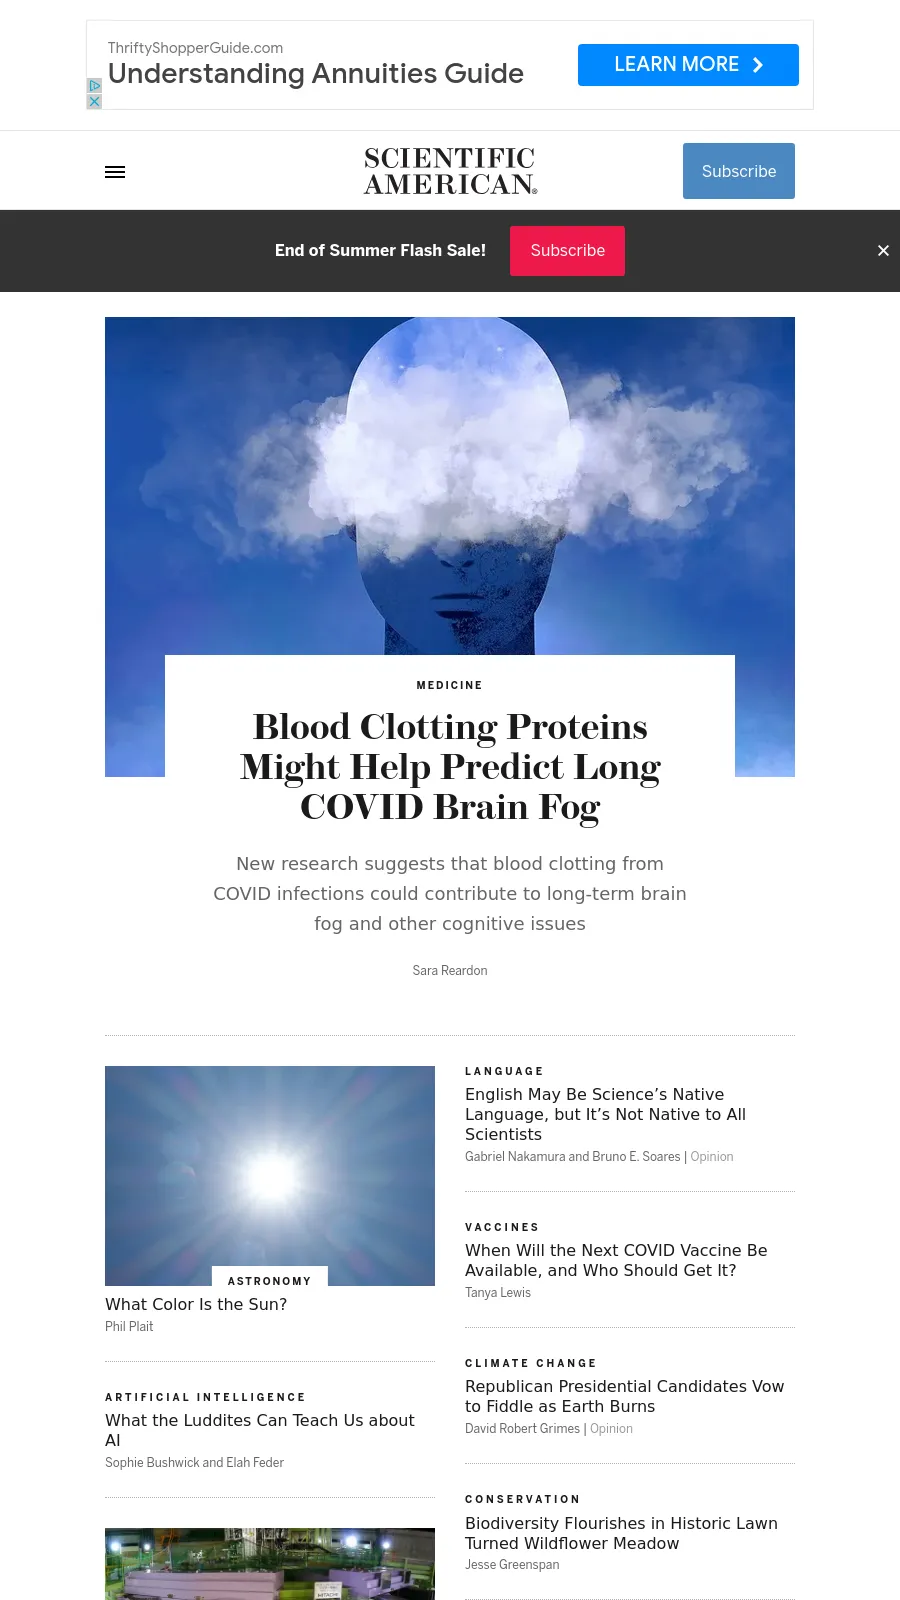 ThriftyShopperGuide.com
Understanding Annuities Guide
LEARN MORE
SCIENTIFIC
AMERICAN®
Subscribe
End of Summer Flash Sale!
Subscribe
MEDICINE
Blood Clotting Proteins
Might Help Predict Long
COVID Brain Fog
New research suggests that blood clotting from
COVID infections could contribute to long-term brain
fog and other cognitive issues
Sara Reardon
ASTRONOMY
What Color Is the Sun?
Phil Plait
ARTIFICIAL INTELLIGENCE
What the Luddites Can Teach Us about
AI
Sophie Bushwick and Elah Feder
HITACHI
LANGUAGE
English May Be Science’s Native
Language, but It’s Not Native to All
Scientists
Gabriel Nakamura and Bruno E. Soares | Opinion
VACCINES
When Will the Next COVID Vaccine Be
Available, and Who Should Get It?
Tanya Lewis
CLIMATE CHANGE
Republican Presidential Candidates Vow
to Fiddle as Earth Burns
David Robert Grimes | Opinion
CONSERVATION
Biodiversity Flourishes in Historic Lawn
Turned Wildflower Meadow
Jesse Greenspan